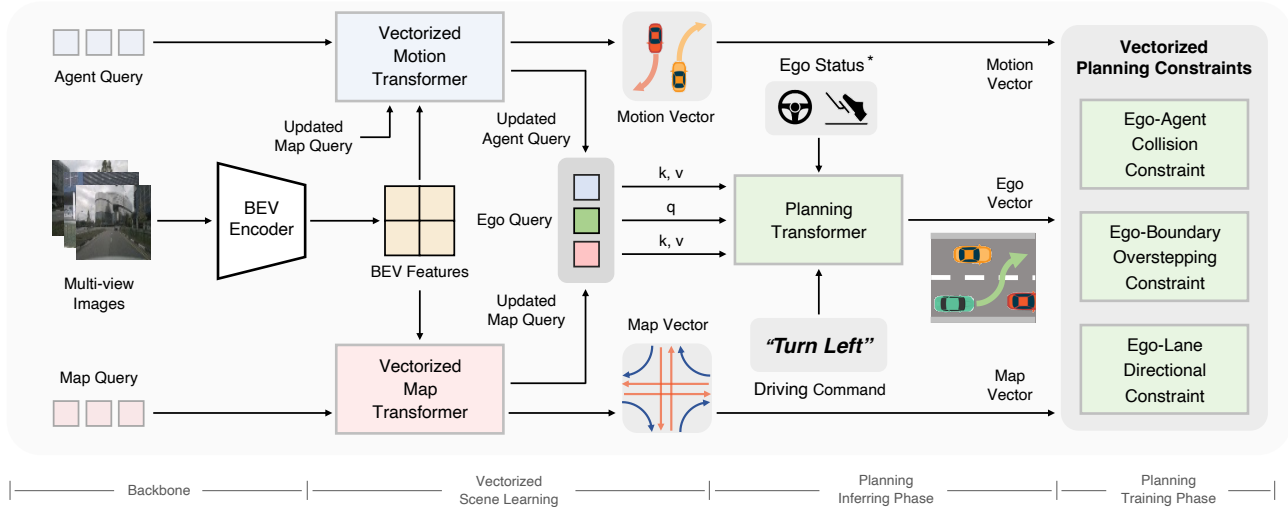 Agent Query
Vectorized
Motion
Transformer
Motion Vector
Ego Status *
Motion
Vector
Vectorized
Planning Constraints
Updated
Map Query
Updated
Agent Query
Ego-Agent
Collision
Constraint
Multi-view
Images
BEV
Encoder
BEV Features
Ego Query
k, v
q
k, v
Planning
Transformer
Ego
Vector
Ego-Boundary
Overstepping
Constraint
Updated
Map Query
Map Query
Vectorized
Map
Transformer
Map Vector
“Turn Left”
Driving Command
Map
Vector
Ego-Lane
Directional
Constraint
Backbone
Vectorized
Scene Learning
Planning
Inferring Phase
Planning
Training Phase